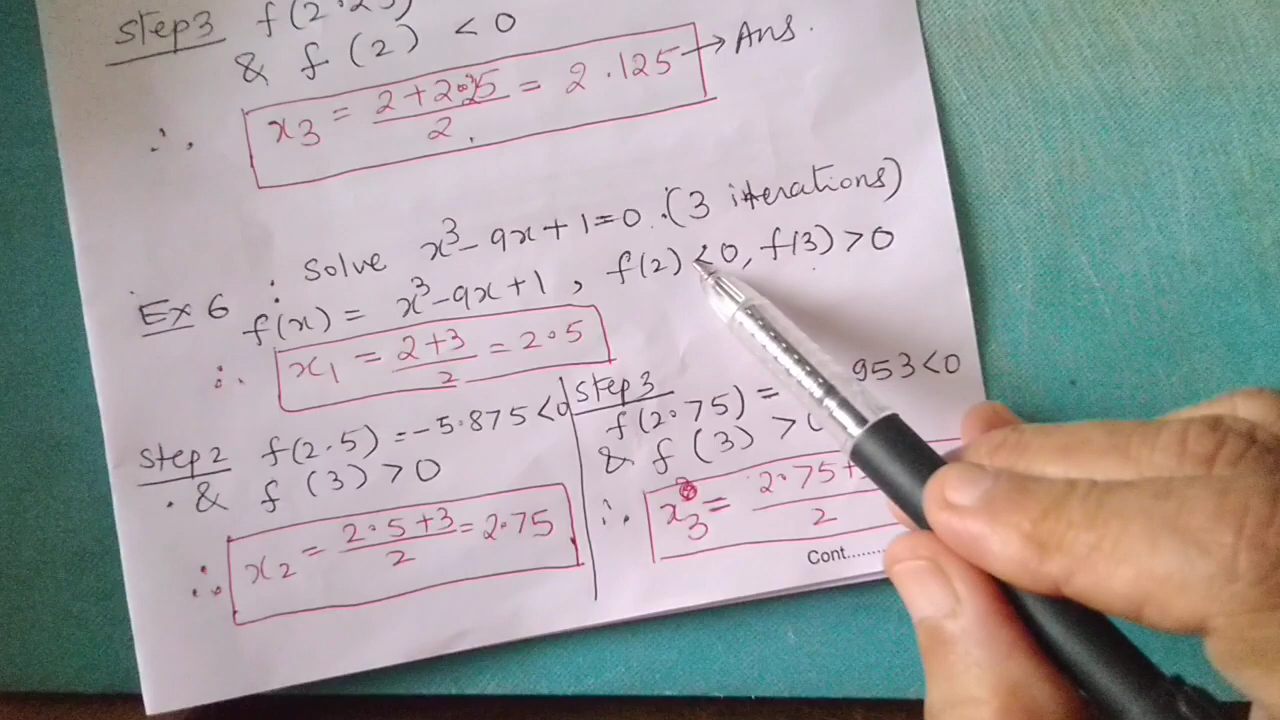 Step3 f(2.25)
& f(2) < 0
∴ x3 = 2+2.25/2 = 2.125 → Ans.
Ex 6 : Solve x³-9x+1=0. (3 iterations)
f(x) = x³-9x+1, f(2)<0, f(3)>0
∴ x1 = 2+3/2 = 2.5
Step2 f(2.5) = -5.875<0
& f(3)>0
∴ x2 = 2.5+3/2 = 2.75
Step3
f(2.75) = 953<0
& f(3) >0
∴ x3 = 2.75+/2
Cont........